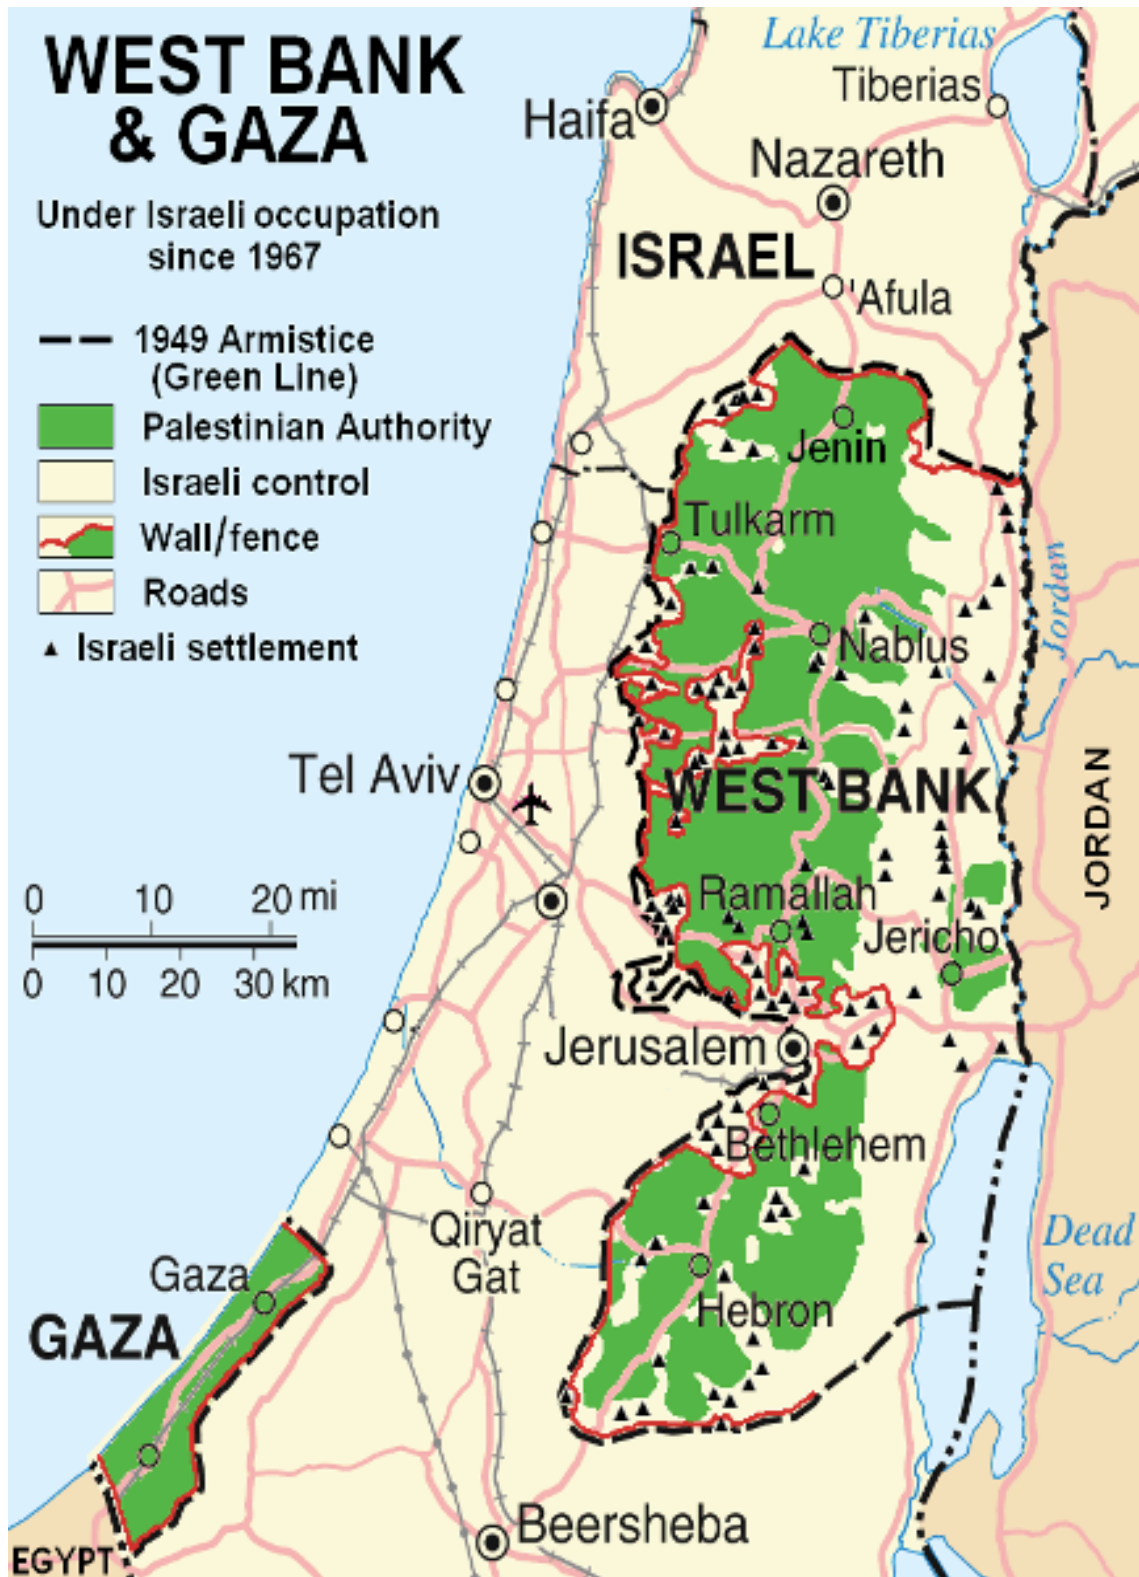 WEST BANK
& GAZA
Under Israeli occupation
since 1967
1949 Armistice
(Green Line)
Palestinian Authority
Israeli control
Wall/fence
Roads
Israeli settlement
Lake Tiberias
Tiberias
Haifa
Nazareth
ISRAEL
'Afula
Jenin
Tulkarm
Jordan
Nablus
Tel Aviv
WEST BANK
JORDAN
0 10 20 mi
0 10 20 30 km
Ramallah
Jericho
Jerusalem
Bethlehem
Qiryat
Gat
Dead
Sea
Gaza
GAZA
Hebron
Beersheba
EGYPT